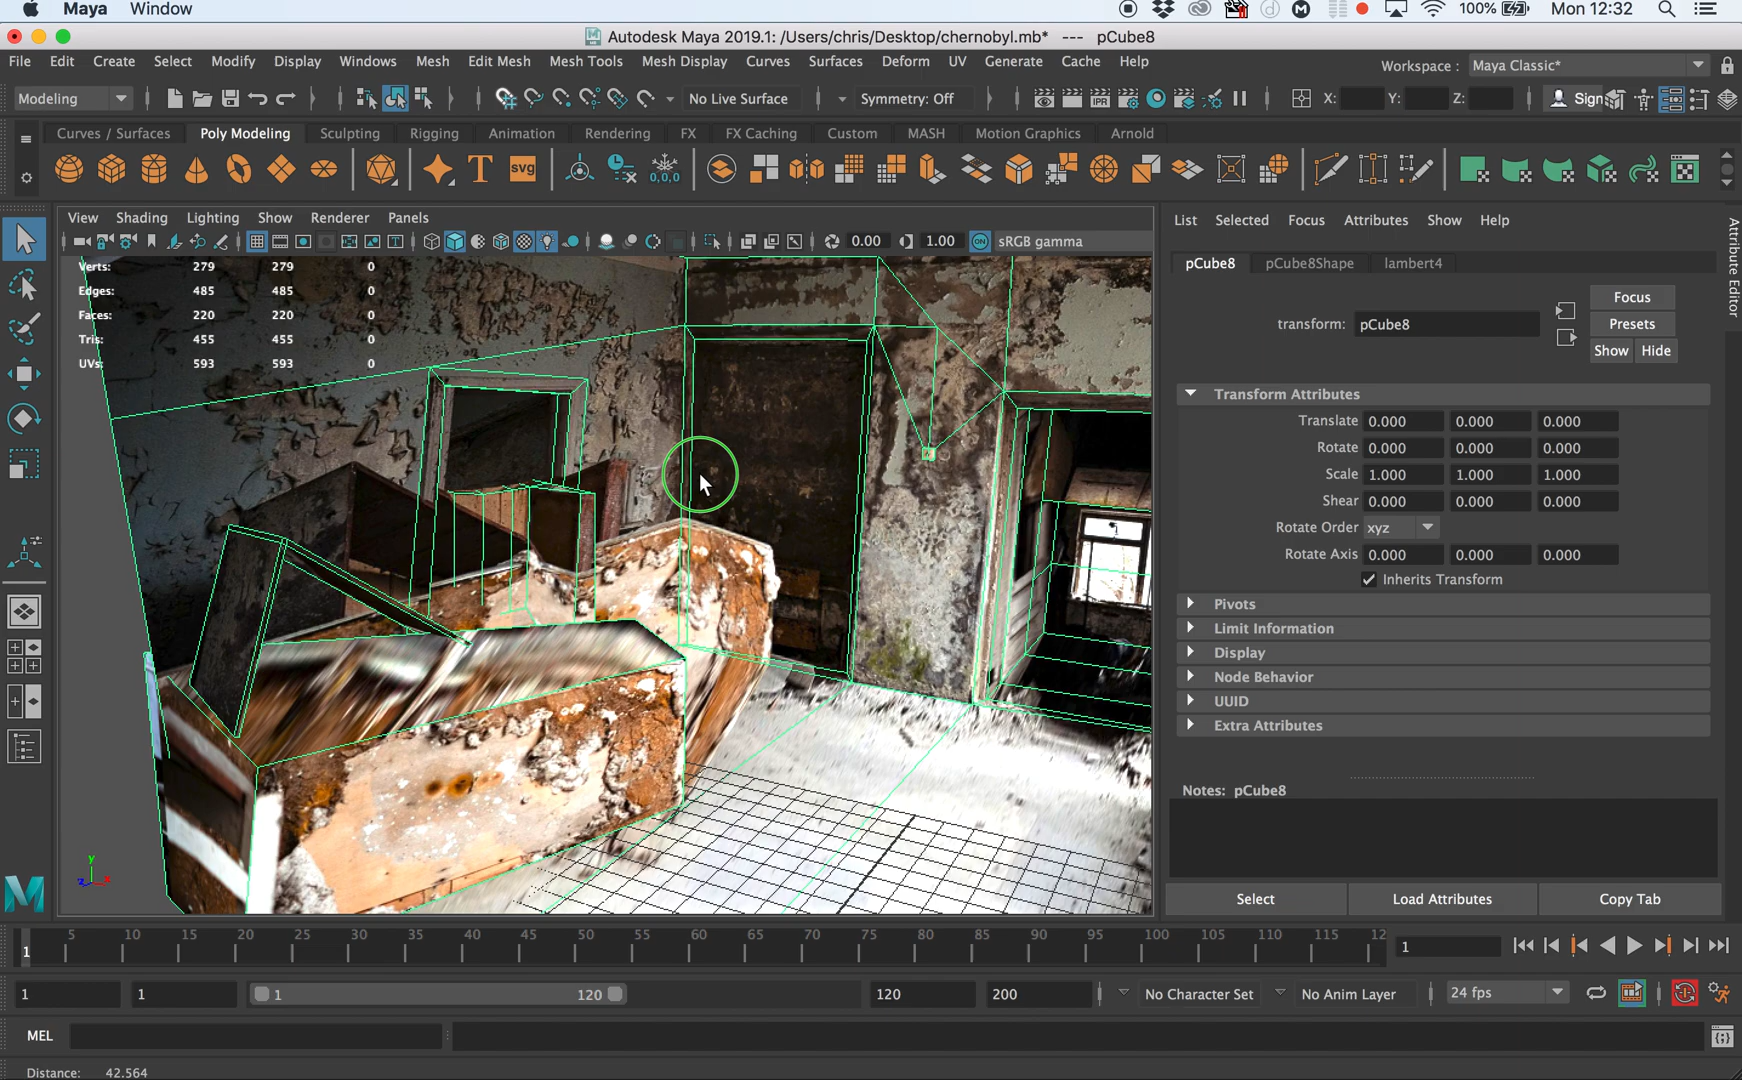 Maya Window 100% Mon 12:32
Autodesk Maya 2019.1: /Users/chris/Desktop/chernobyl.mb* --- pCube8
File Edit Create Select Modify Display Windows Mesh Edit Mesh Mesh Tools Mesh Display Curves Surfaces Deform UV Generate Cache Help Workspace : Maya Classic*
Modeling No Live Surface Symmetry: Off IPR X: Y: Z: Sign
Curves / Surfaces Poly Modeling Sculpting Rigging Animation Rendering FX FX Caching Custom MASH Motion Graphics Arnold
T svg 0,0,0
View Shading Lighting Show Renderer Panels
0.00 1.00 ON sRGB gamma
Verts: 279 279 0
Edges: 485 485 0
Faces: 220 220 0
Tris: 455 455 0
UVs: 593 593 0
y
z x
List Selected Focus Attributes Show Help
pCube8 pCube8Shape lambert4
transform: pCube8
Focus
Presets
Show Hide
Transform Attributes
Translate 0.000 0.000 0.000
Rotate 0.000 0.000 0.000
Scale 1.000 1.000 1.000
Shear 0.000 0.000 0.000
Rotate Order xyz
Rotate Axis 0.000 0.000 0.000
Inherits Transform
Pivots
Limit Information
Display
Node Behavior
UUID
Extra Attributes
Notes: pCube8
Select Load Attributes Copy Tab
Attribute Editor
1 5 10 15 20 25 30 35 40 45 50 55 60 65 70 75 80 85 90 95 100 105 110 115 12 1
1 1 1 120 120 200 No Character Set No Anim Layer 24 fps
MEL
Distance: 42.564